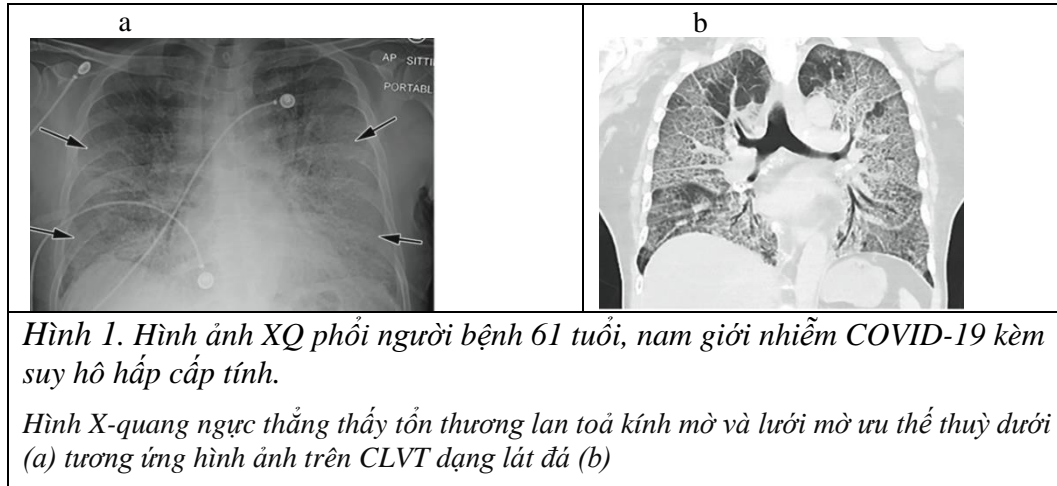 a
b
AP SITTI
PORTABL
Hình 1. Hình ảnh XQ phổi người bệnh 61 tuổi, nam giới nhiễm COVID-19 kèm
suy hô hấp cấp tính.
Hình X-quang ngực thẳng thấy tổn thương lan toả kính mờ và lưới mờ ưu thế thuỳ dưới
(a) tương ứng hình ảnh trên CLVT dạng lát đá (b)